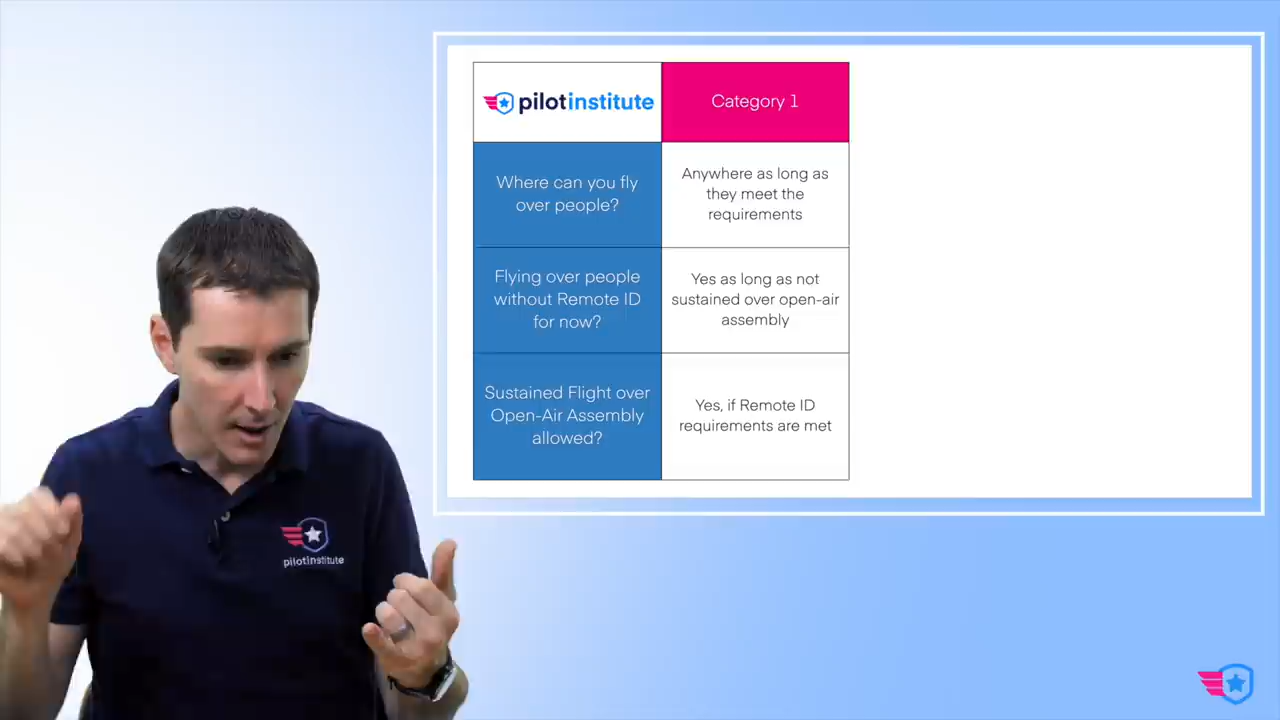 pilotinstitute
Category 1
Where can you fly
over people?
Anywhere as long as
they meet the
requirements
Flying over people
without Remote ID
for now?
Yes as long as not
sustained over open-air
assembly
Sustained Flight over
Open-Air Assembly
allowed?
Yes, if Remote ID
requirements are met
pilotinstitute